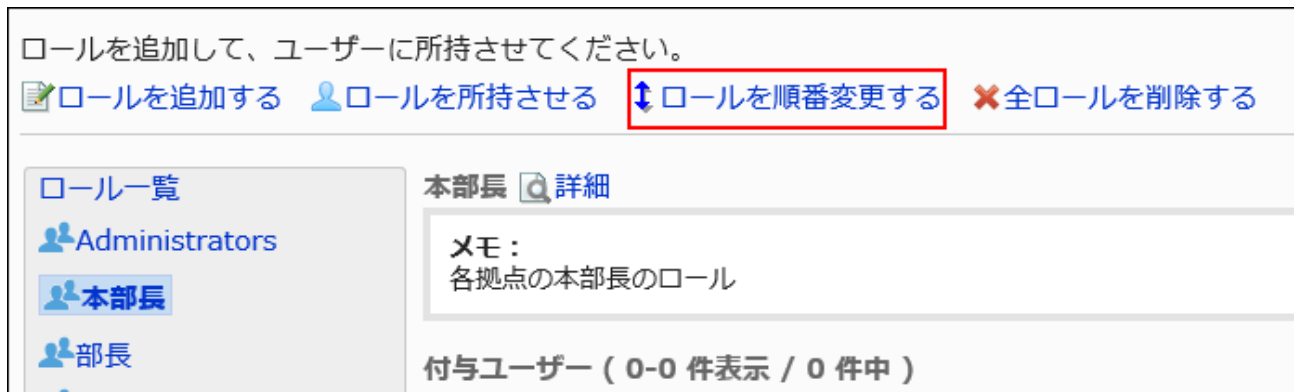 ロールを追加して、ユーザーに所持させてください。
ロールを追加する ロールを所持させる ロールを順番変更する 全ロールを削除する
ロール一覧
Administrators
本部長
部長
本部長 詳細
メモ：
各拠点の本部長のロール
付与ユーザー ( 0-0 件表示 / 0 件中 )